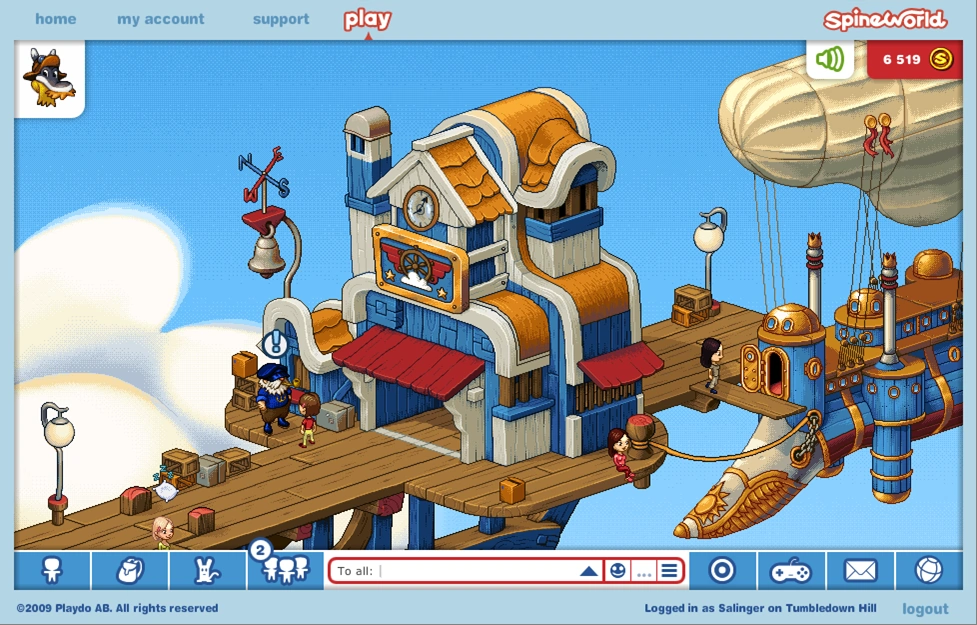 home my account support play SpineWorld
6 519 S
N E
W S
2
To all:
...
©2009 Playdo AB. All rights reserved Logged in as Salinger on Tumbledown Hill logout